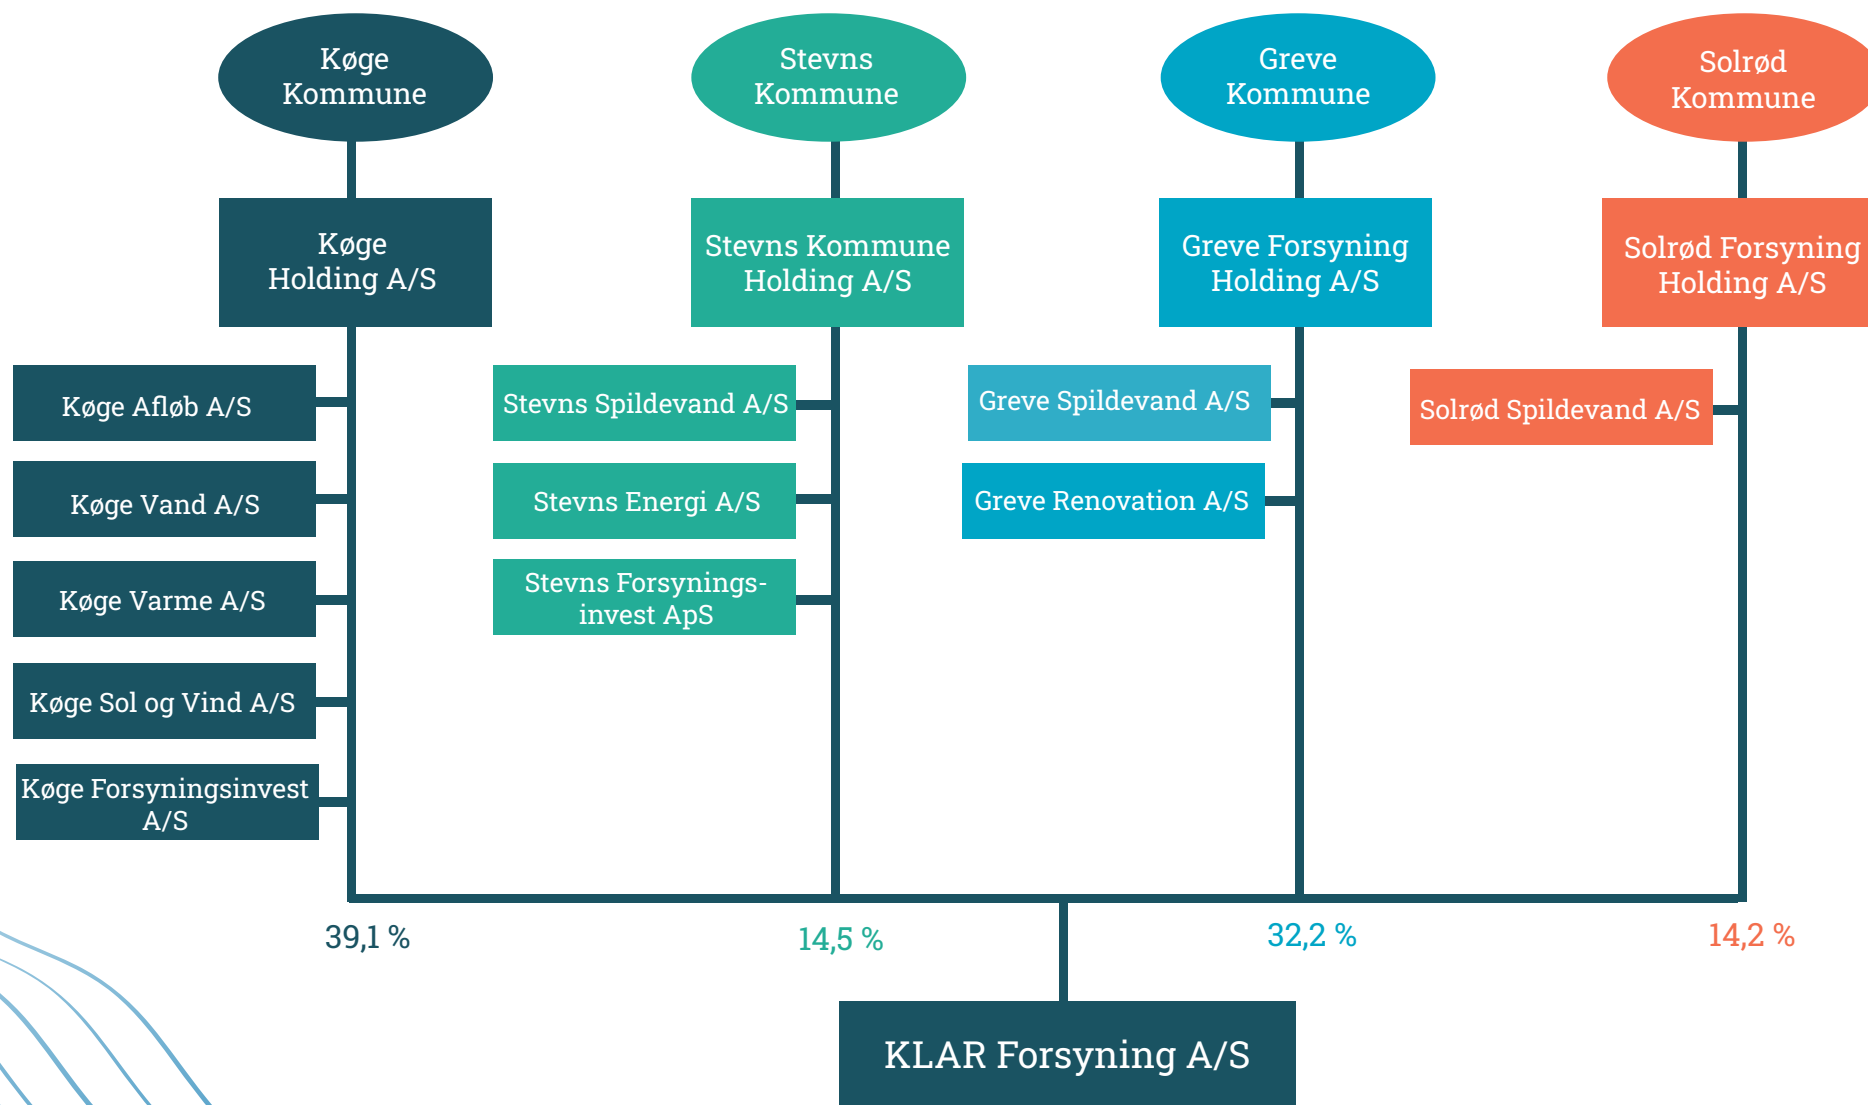 Køge
Kommune
Stevns
Kommune
Greve
Kommune
Solrød
Kommune
Køge
Holding A/S
Stevns Kommune
Holding A/S
Greve Forsyning
Holding A/S
Solrød Forsyning
Holding A/S
Køge Afløb A/S
Køge Vand A/S
Køge Varme A/S
Køge Sol og Vind A/S
Køge Forsyningsinvest
A/S
Stevns Spildevand A/S
Stevns Energi A/S
Stevns Forsynings-
invest ApS
Greve Spildevand A/S
Greve Renovation A/S
Solrød Spildevand A/S
39,1 %
14,5 %
32,2 %
14,2 %
KLAR Forsyning A/S